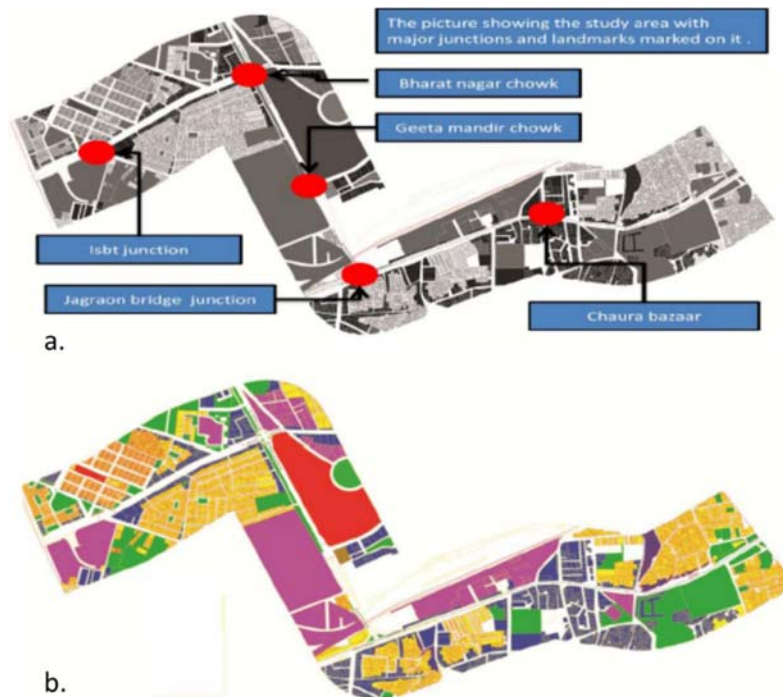 The picture showing the study area with
major junctions and landmarks marked on it .
Bharat nagar chowk
Geeta mandir chowk
Isbt junction
Jagraon bridge junction
Chaura bazaar
a.
b.